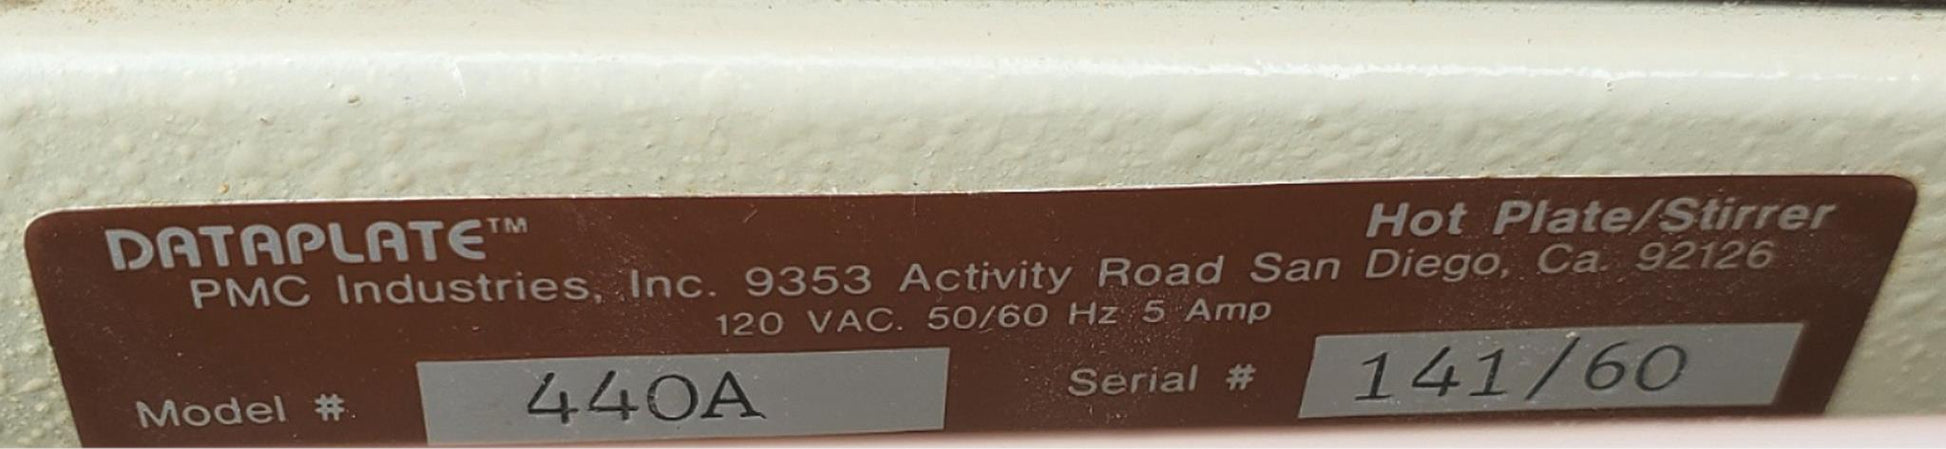 DATAPLATE™
Hot Plate/Stirrer
PMC Industries, Inc. 9353 Activity Road San Diego, Ca. 92126
120 VAC. 50/60 Hz 5 Amp
Model # 440A Serial # 141/60